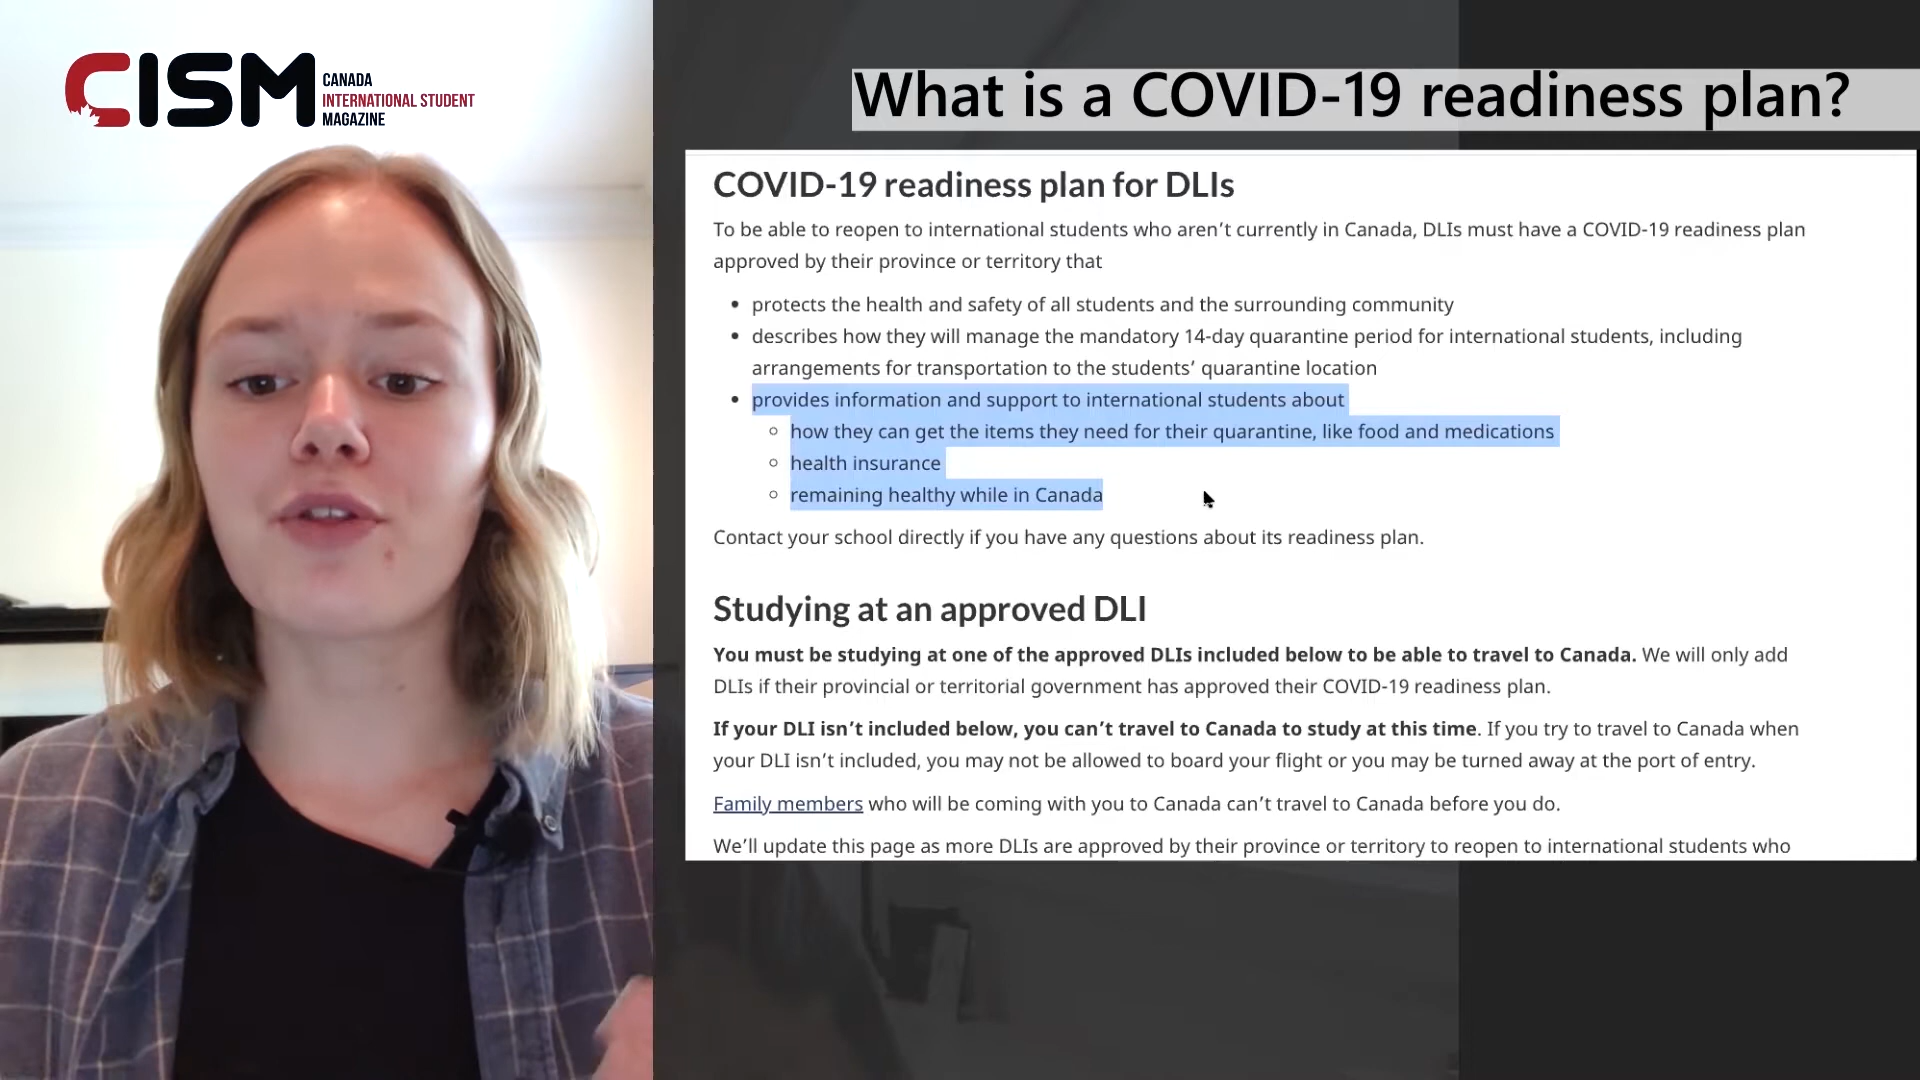 CISM
CANADA
INTERNATIONAL STUDENT
MAGAZINE
What is a COVID-19 readiness plan?
COVID-19 readiness plan for DLIs
To be able to reopen to international students who aren’t currently in Canada, DLIs must have a COVID-19 readiness plan
approved by their province or territory that
protects the health and safety of all students and the surrounding community
describes how they will manage the mandatory 14-day quarantine period for international students, including
arrangements for transportation to the students’ quarantine location
provides information and support to international students about
how they can get the items they need for their quarantine, like food and medications
health insurance
remaining healthy while in Canada
Contact your school directly if you have any questions about its readiness plan.
Studying at an approved DLI
You must be studying at one of the approved DLIs included below to be able to travel to Canada. We will only add
DLIs if their provincial or territorial government has approved their COVID-19 readiness plan.
If your DLI isn’t included below, you can’t travel to Canada to study at this time. If you try to travel to Canada when
your DLI isn’t included, you may not be allowed to board your flight or you may be turned away at the port of entry.
Family members who will be coming with you to Canada can’t travel to Canada before you do.
We’ll update this page as more DLIs are approved by their province or territory to reopen to international students who